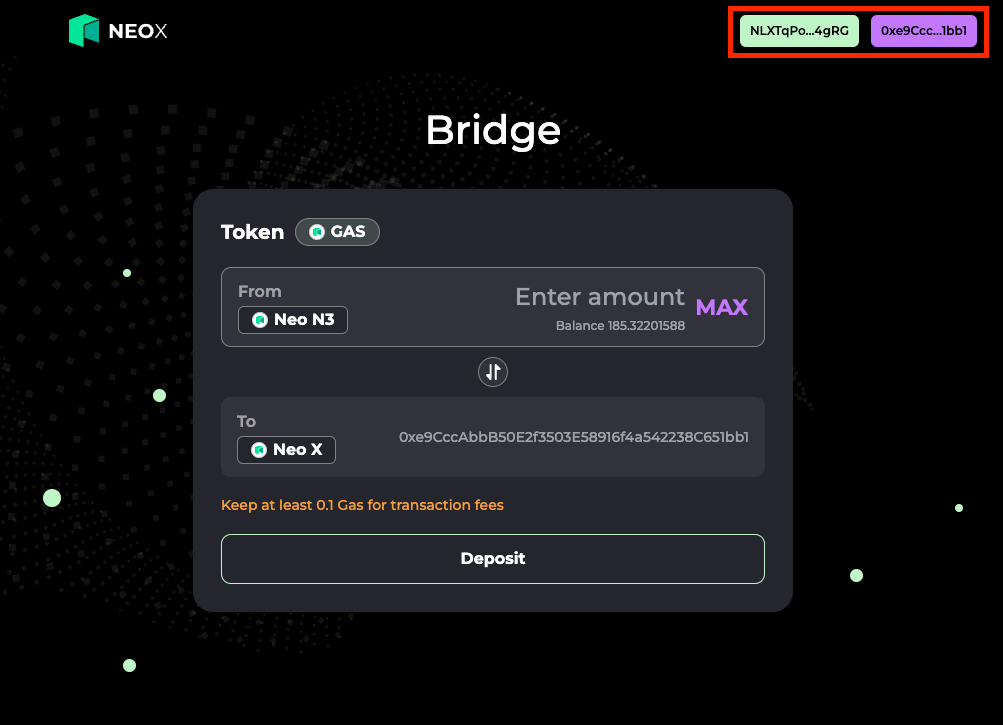 NEOX
NLXTqPo...4gRG
0xe9Ccc...1bb1
Bridge
Token
GAS
From
Enter amount
MAX
Neo N3
Balance 185.32201588
To
0xe9CccAbbB50E2f3503E58916f4a542238C651bb1
Neo X
Keep at least 0.1 Gas for transaction fees
Deposit